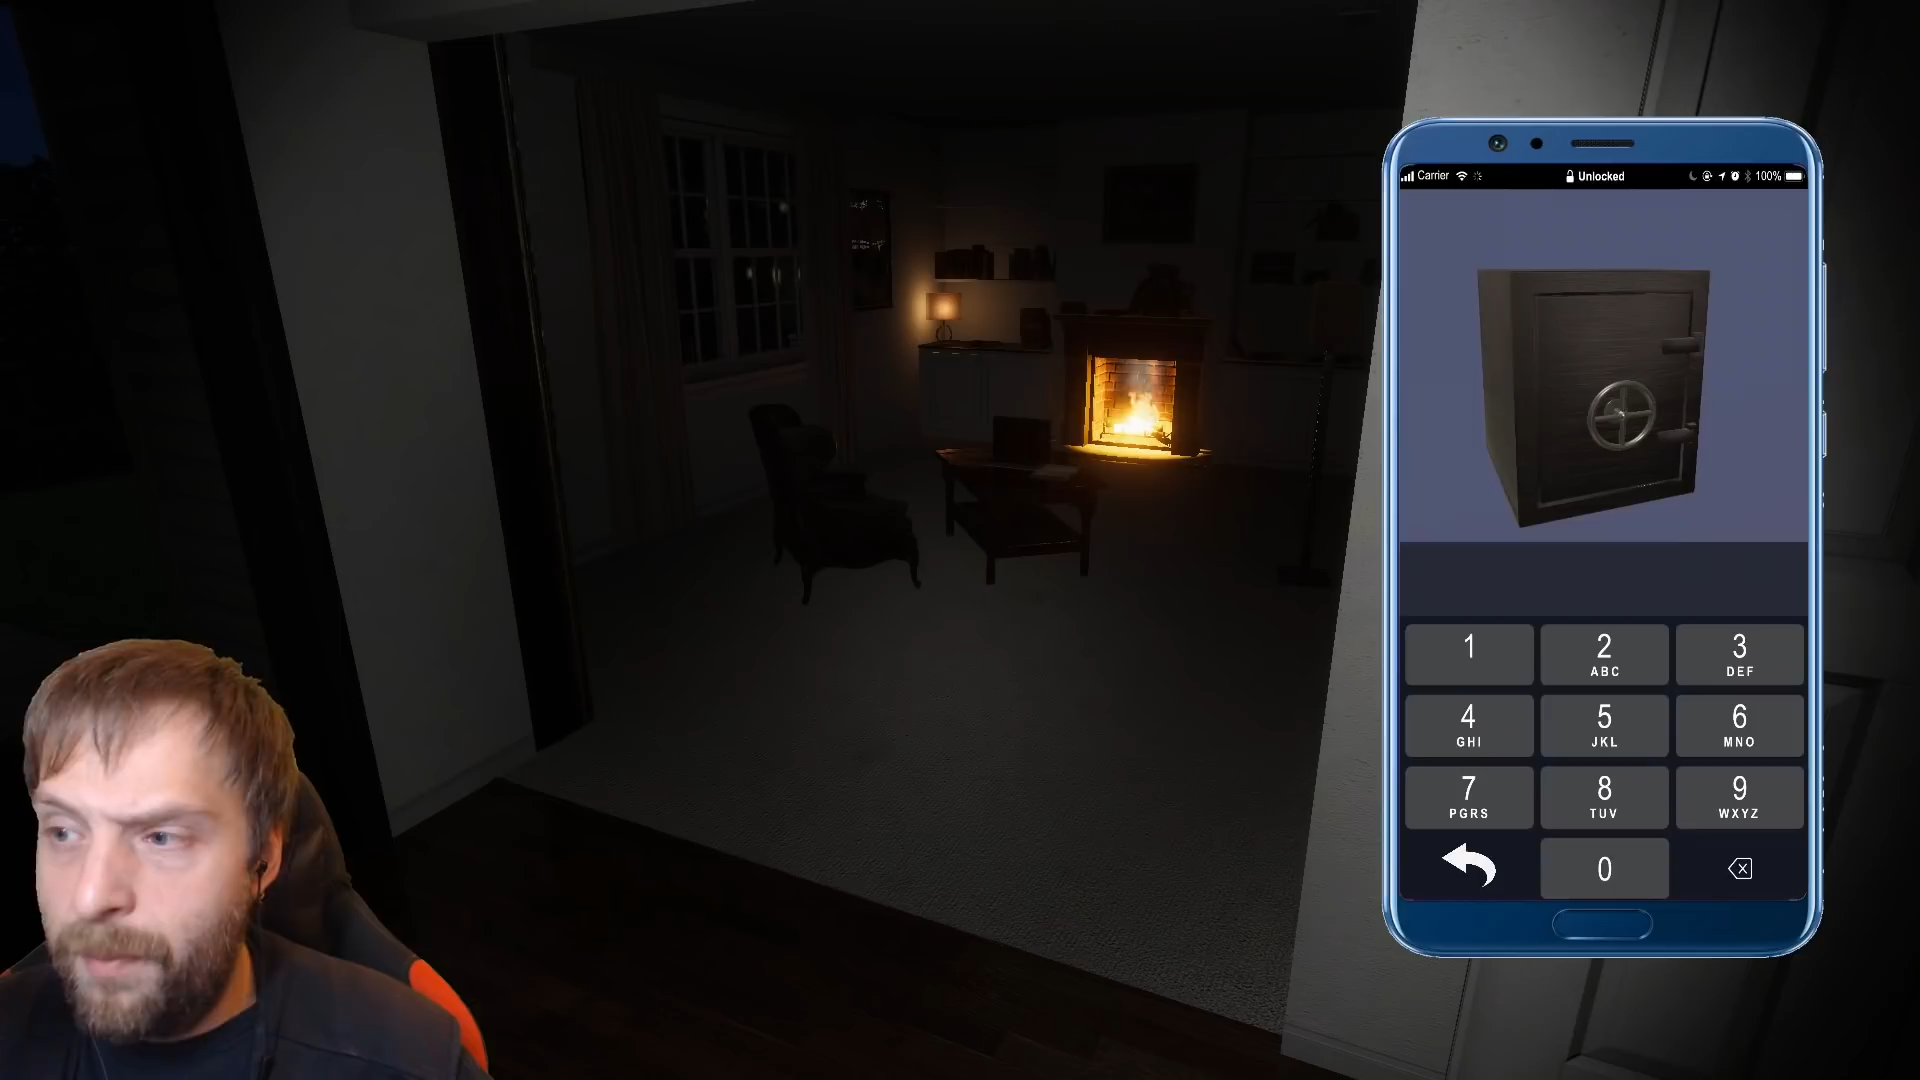 Carrier
Unlocked
100%
1
2
ABC
3
DEF
4
GHI
5
JKL
6
MNO
7
PGRS
8
TUV
9
WXYZ
0